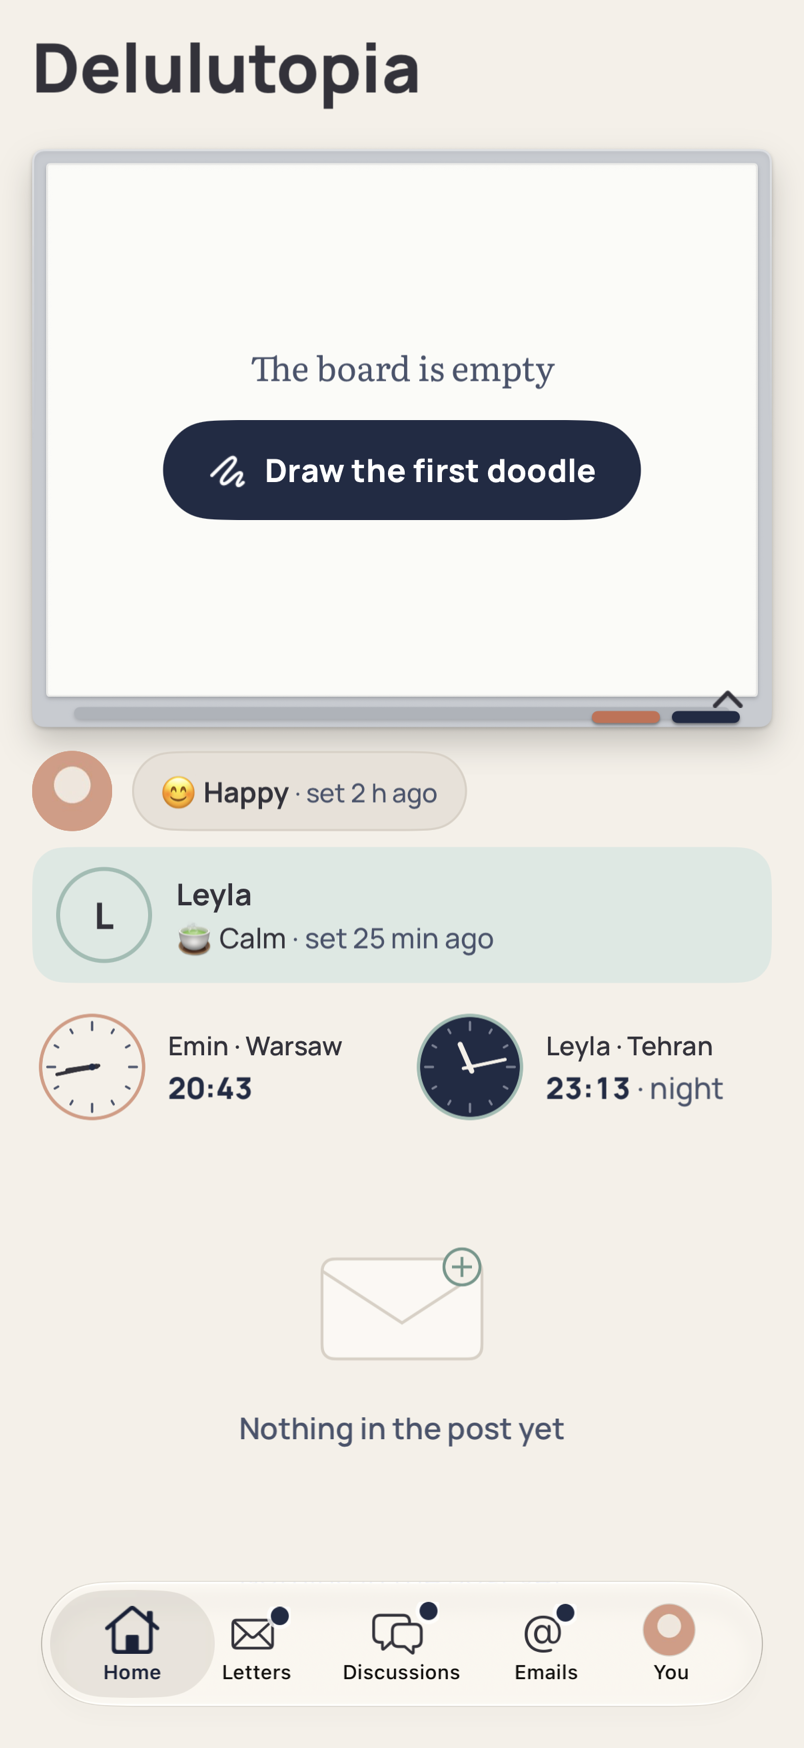 Delulutopia
The board is empty
Draw the first doodle
😊 Happy · set 2 h ago
L
Leyla
🍵 Calm · set 25 min ago
Emin · Warsaw
20:43
Leyla · Tehran
23:13 · night
Nothing in the post yet
Home
Letters
Discussions
@
Emails
You